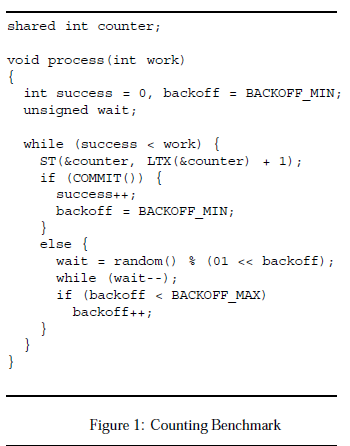 shared int counter;
void process(int work)
{
int success = 0, backoff = BACKOFF_MIN;
unsigned wait;
while (success < work) {
ST(&counter, LTX(&counter) + 1);
if (COMMIT()) {
success++;
backoff = BACKOFF_MIN;
}
else {
wait = random() % (01 << backoff);
while (wait--);
if (backoff < BACKOFF_MAX)
backoff++;
}
}
}
Figure 1: Counting Benchmark